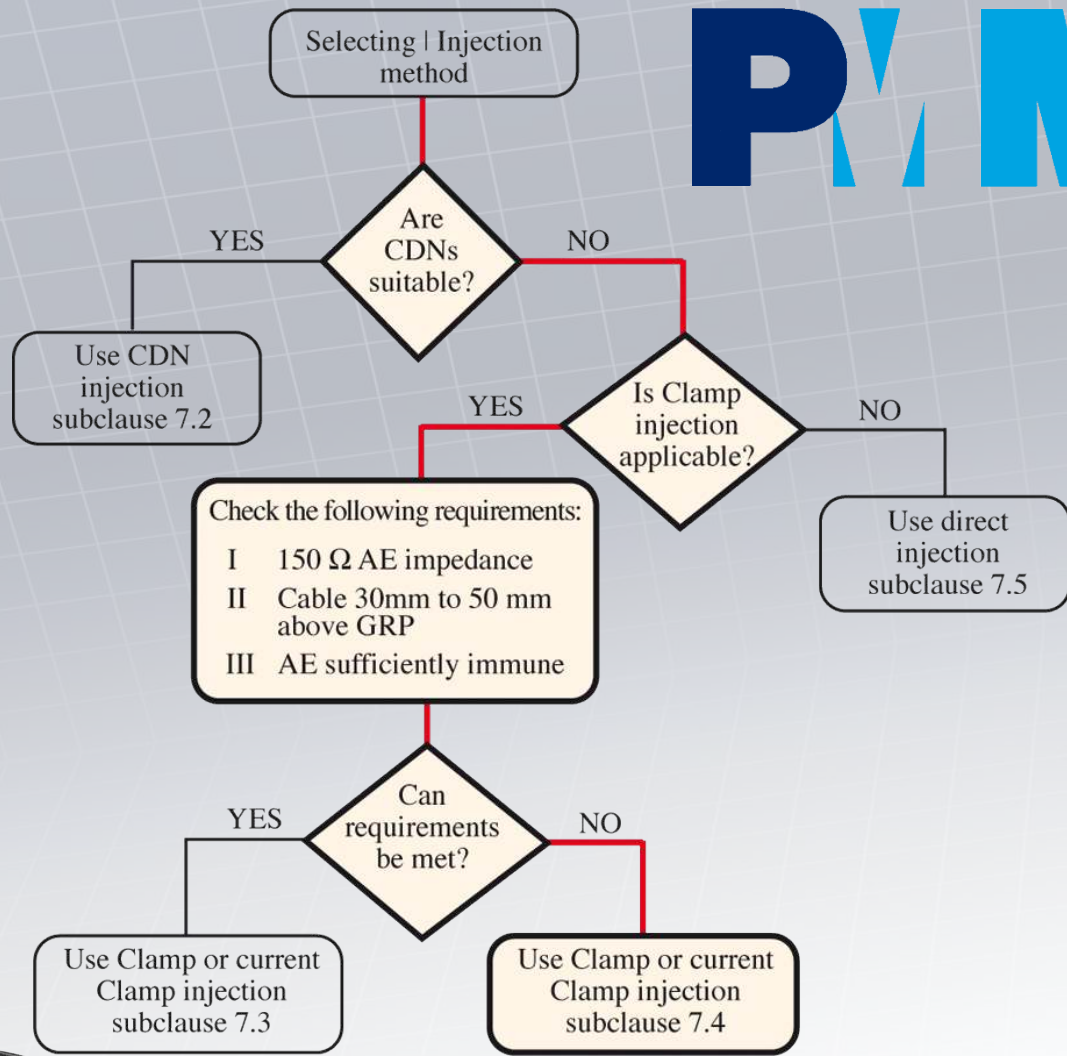 Selecting | Injection
method
PMM
Are
CDNs
suitable?
YES
NO
Use CDN
injection
subclause 7.2
Is Clamp
injection
applicable?
YES
NO
Check the following requirements:
I 150 Ω AE impedance
II Cable 30mm to 50 mm
above GRP
III AE sufficiently immune
Use direct
injection
subclause 7.5
Can
requirements
be met?
YES
NO
Use Clamp or current
Clamp injection
subclause 7.3
Use Clamp or current
Clamp injection
subclause 7.4